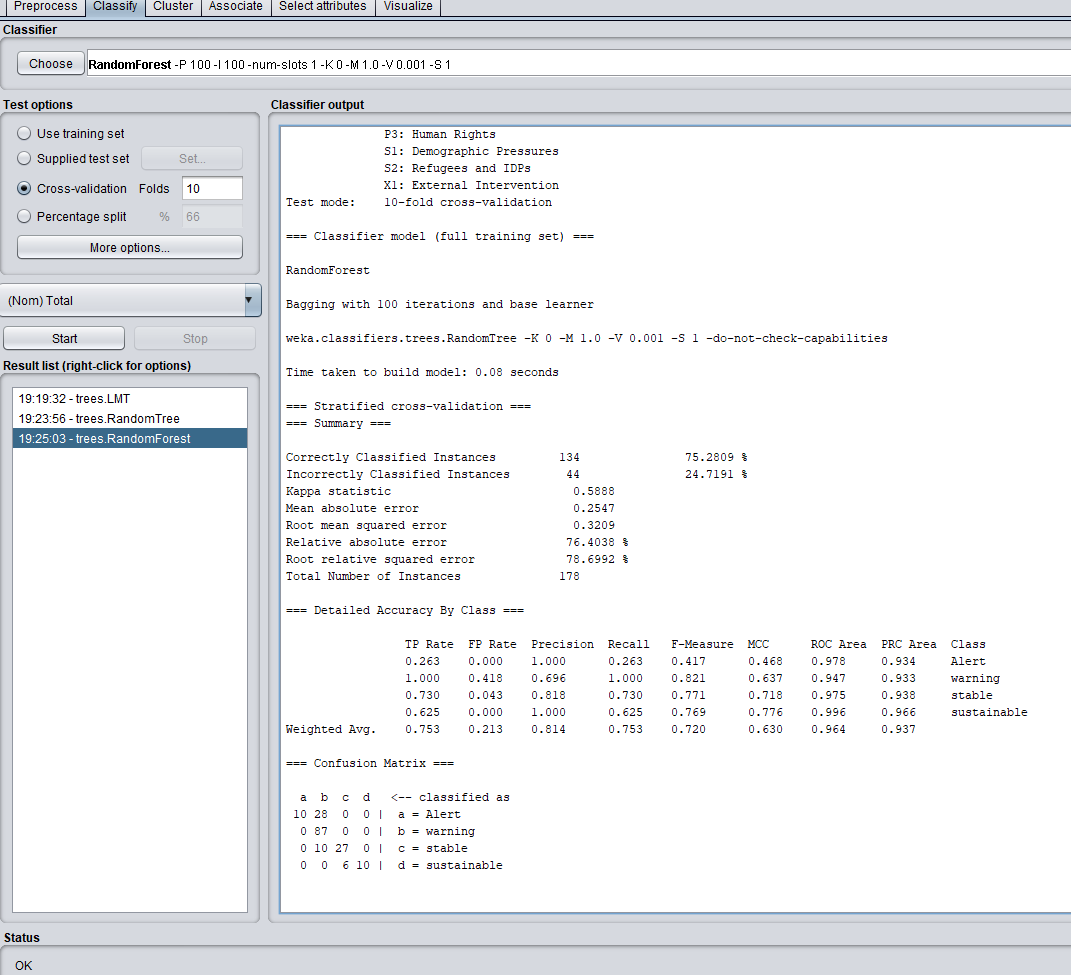 Preprocess Classify Cluster Associate Select attributes Visualize
Classifier
Choose RandomForest -P 100 -I 100 -num-slots 1 -K 0 -M 1.0 -V 0.001 -S 1
Test options
Use training set
Supplied test set Set...
Cross-validation Folds 10
Percentage split % 66
More options...
(Nom) Total
Start Stop
Result list (right-click for options)
19:19:32 - trees.LMT
19:23:56 - trees.RandomTree
19:25:03 - trees.RandomForest
Classifier output
P3: Human Rights
S1: Demographic Pressures
S2: Refugees and IDPs
X1: External Intervention
Test mode: 10-fold cross-validation
=== Classifier model (full training set) ===
RandomForest
Bagging with 100 iterations and base learner
weka.classifiers.trees.RandomTree -K 0 -M 1.0 -V 0.001 -S 1 -do-not-check-capabilities
Time taken to build model: 0.08 seconds
=== Stratified cross-validation ===
=== Summary ===
Correctly Classified Instances 134 75.2809 %
Incorrectly Classified Instances 44 24.7191 %
Kappa statistic 0.5888
Mean absolute error 0.2547
Root mean squared error 0.3209
Relative absolute error 76.4038 %
Root relative squared error 78.6992 %
Total Number of Instances 178
=== Detailed Accuracy By Class ===
TP Rate FP Rate Precision Recall F-Measure MCC ROC Area PRC Area Class
0.263 0.000 1.000 0.263 0.417 0.468 0.978 0.934 Alert
1.000 0.418 0.696 1.000 0.821 0.637 0.947 0.933 warning
0.730 0.043 0.818 0.730 0.771 0.718 0.975 0.938 stable
0.625 0.000 1.000 0.625 0.769 0.776 0.996 0.966 sustainable
Weighted Avg. 0.753 0.213 0.814 0.753 0.720 0.630 0.964 0.937
=== Confusion Matrix ===
a b c d <-- classified as
10 28 0 0 | a = Alert
0 87 0 0 | b = warning
0 10 27 0 | c = stable
0 0 6 10 | d = sustainable
Status
OK